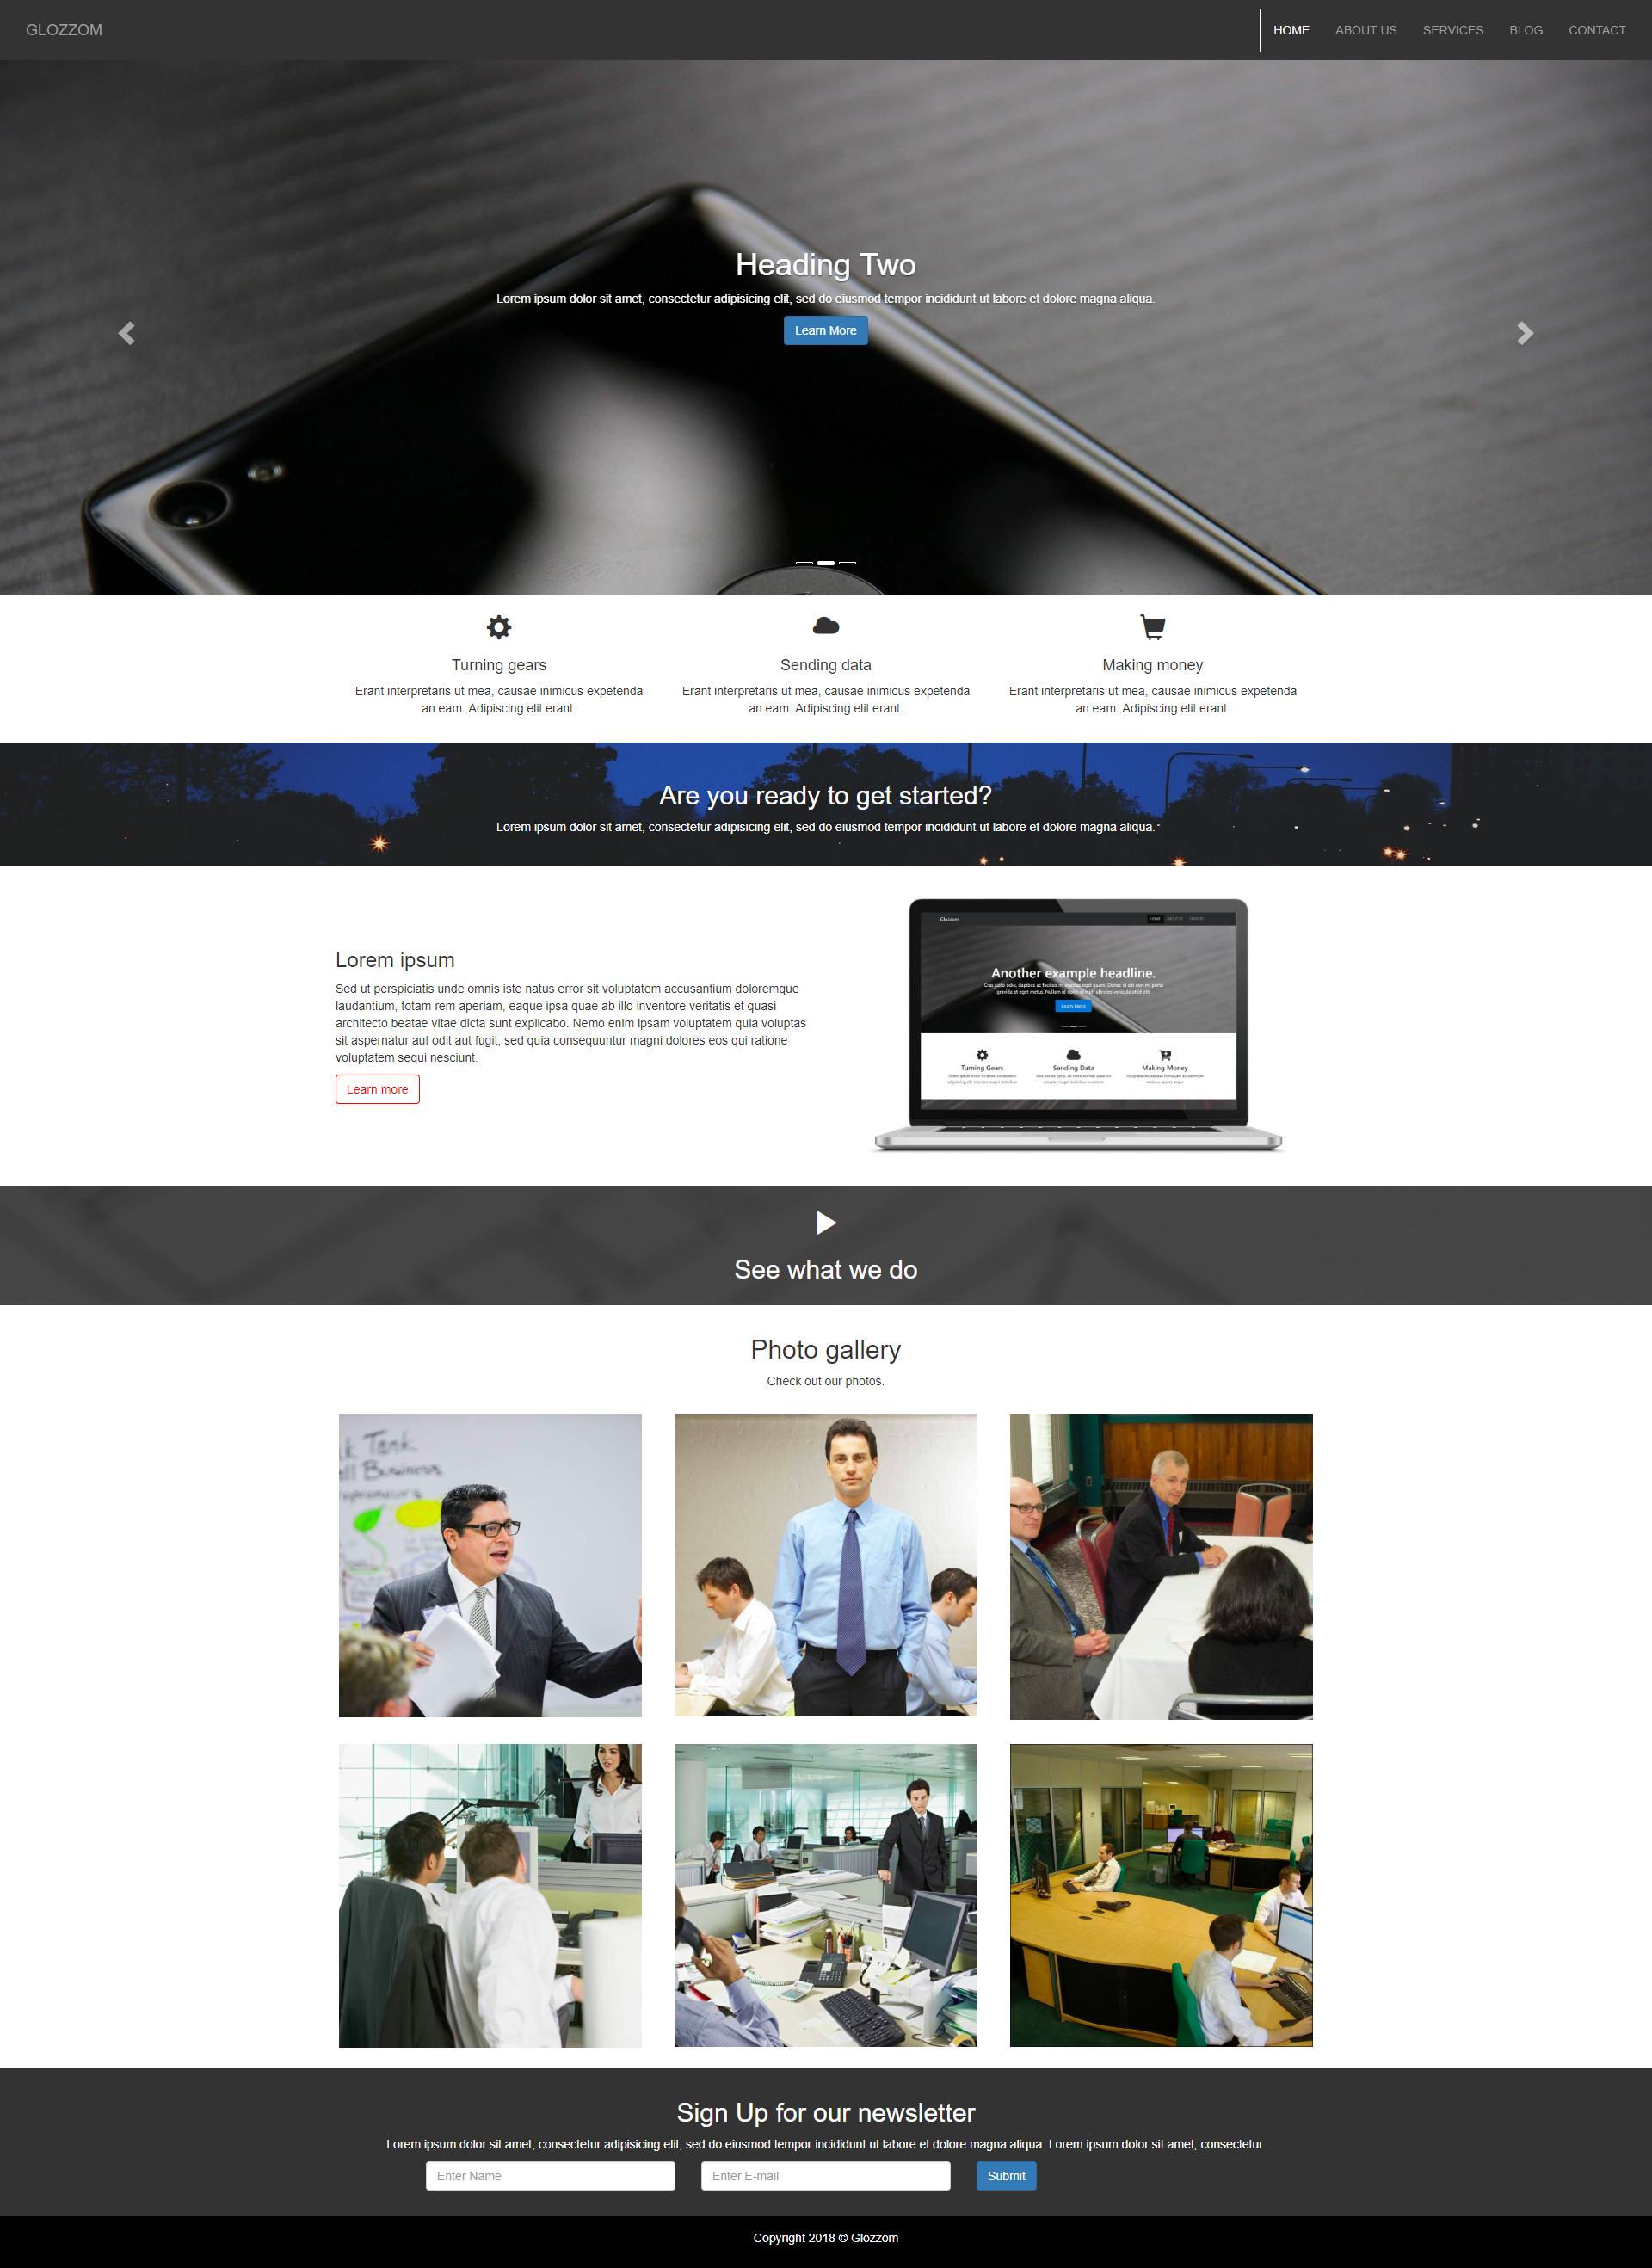 GLOZZOM
HOME ABOUT US SERVICES BLOG CONTACT
Heading Two
Lorem ipsum dolor sit amet, consectetur adipisicing elit, sed do eiusmod tempor incididunt ut labore et dolore magna aliqua.
Learn More
Turning gears
Erant interpretaris ut mea, causae inimicus expetenda
an eam. Adipiscing elit erant.
Sending data
Erant interpretaris ut mea, causae inimicus expetenda
an eam. Adipiscing elit erant.
Making money
Erant interpretaris ut mea, causae inimicus expetenda
an eam. Adipiscing elit erant.
Are you ready to get started?
Lorem ipsum dolor sit amet, consectetur adipisicing elit, sed do eiusmod tempor incididunt ut labore et dolore magna aliqua.
Lorem ipsum
Sed ut perspiciatis unde omnis iste natus error sit voluptatem accusantium doloremque
laudantium, totam rem aperiam, eaque ipsa quae ab illo inventore veritatis et quasi
architecto beatae vitae dicta sunt explicabo. Nemo enim ipsam voluptatem quia voluptas
sit aspernatur aut odit aut fugit, sed quia consequuntur magni dolores eos qui ratione
voluptatem sequi nesciunt.
Learn more
Glozzom
HOME ABOUT US SERVICES
Another example headline.
Learn More
Turning Gears
Sending Data
Making Money
See what we do
Photo gallery
Check out our photos.
Tank
Business
Sign Up for our newsletter
Lorem ipsum dolor sit amet, consectetur adipisicing elit, sed do eiusmod tempor incididunt ut labore et dolore magna aliqua. Lorem ipsum dolor sit amet, consectetur.
Enter Name
Enter E-mail
Submit
Copyright 2018 © Glozzom